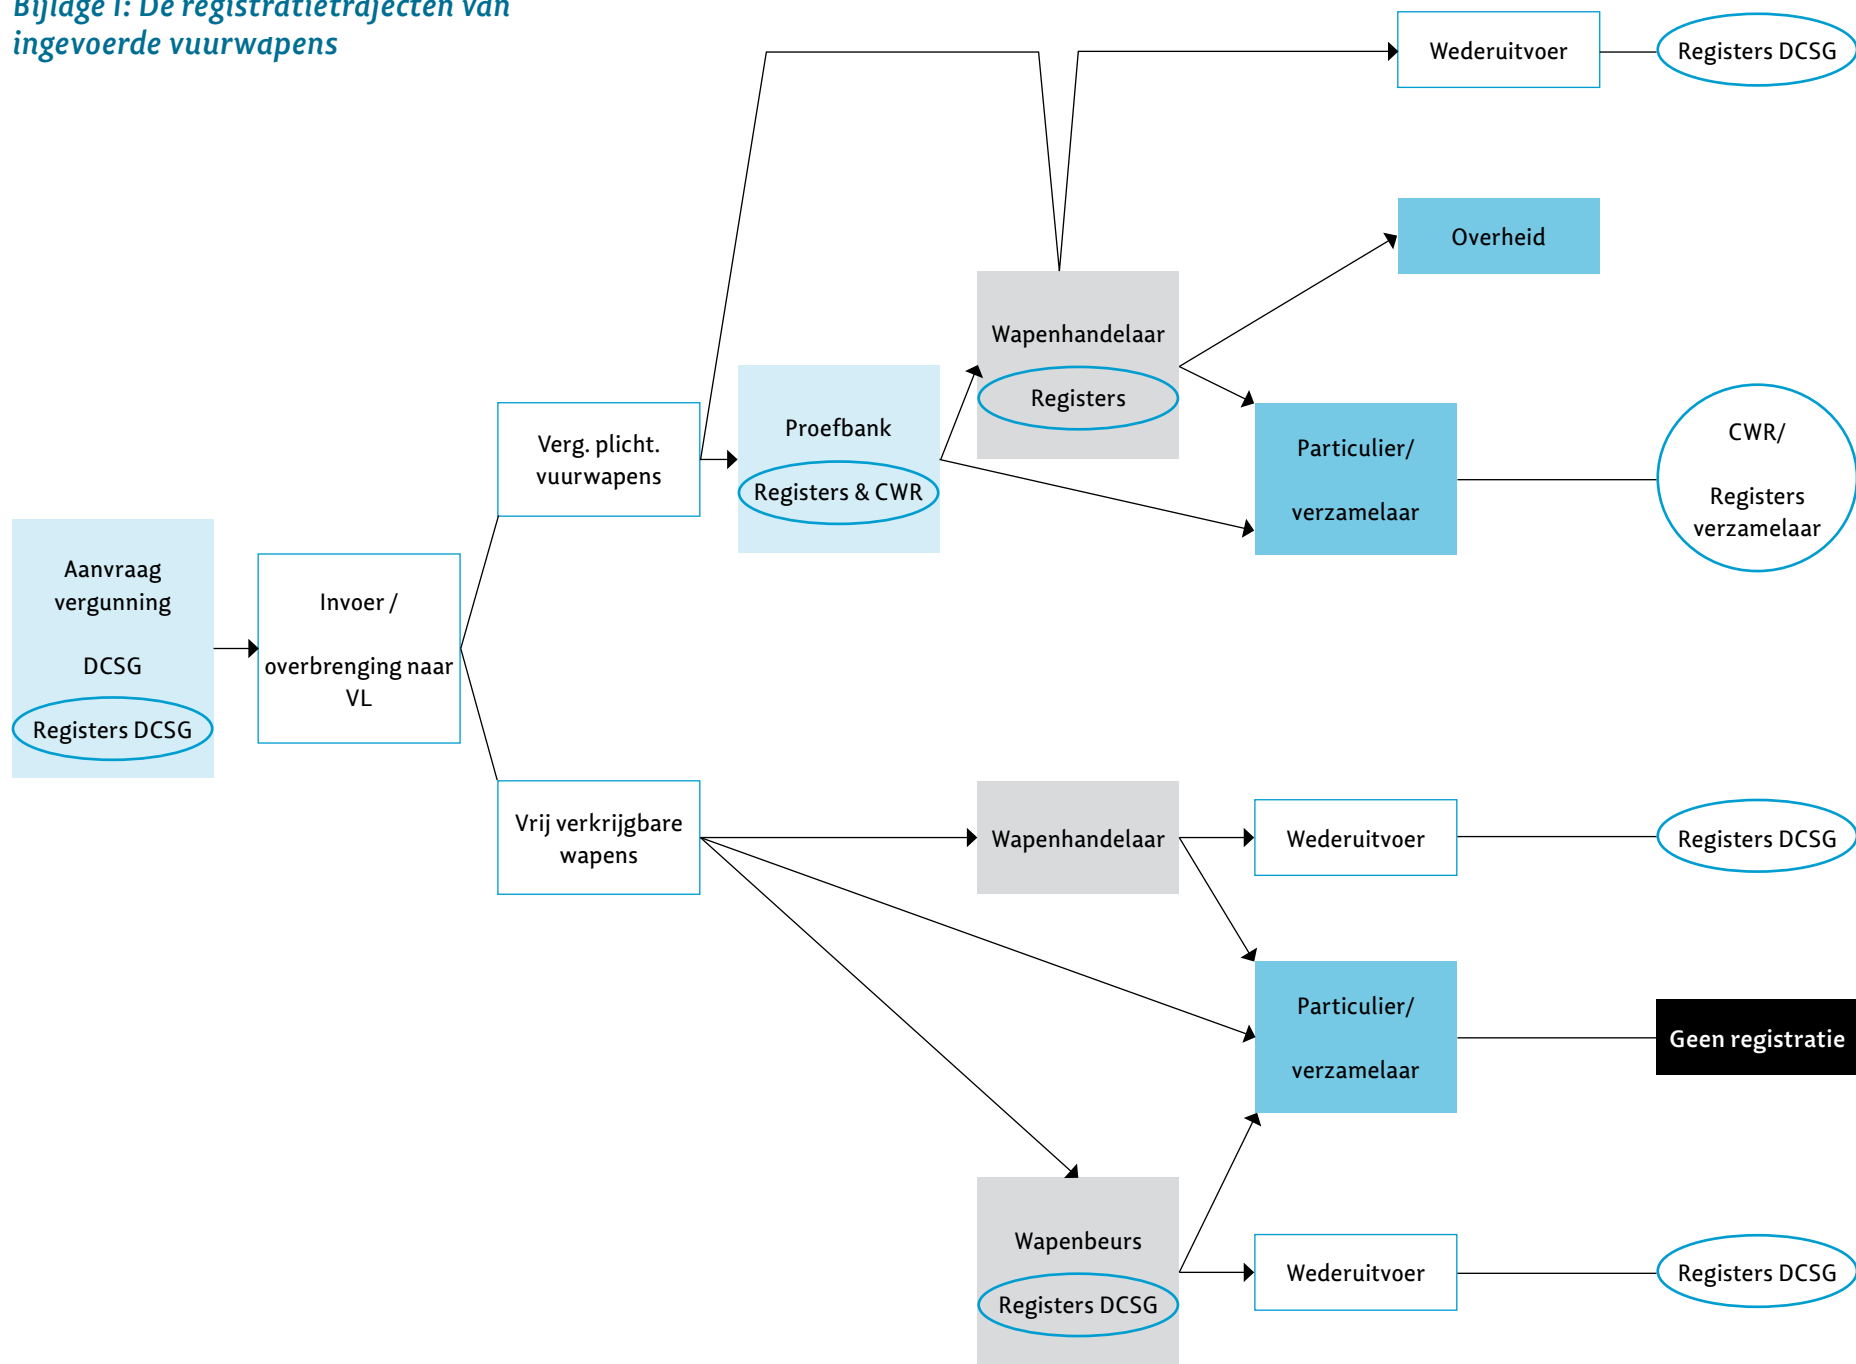 Bijlage I: De registratietrajecten van
ingevoerde vuurwapens
Aanvraag
vergunning
DCSG
Registers DCSG
Invoer /
overbrenging naar
VL
Verg. plicht.
vuurwapens
Proefbank
Registers & CWR
Wapenhandelaar
Registers
Wederuitvoer
Registers DCSG
Overheid
Particulier/
verzamelaar
CWR/
Registers
verzamelaar
Vrij verkrijgbare
wapens
Wapenhandelaar
Wederuitvoer
Registers DCSG
Particulier/
verzamelaar
Geen registratie
Wapenbeurs
Registers DCSG
Wederuitvoer
Registers DCSG